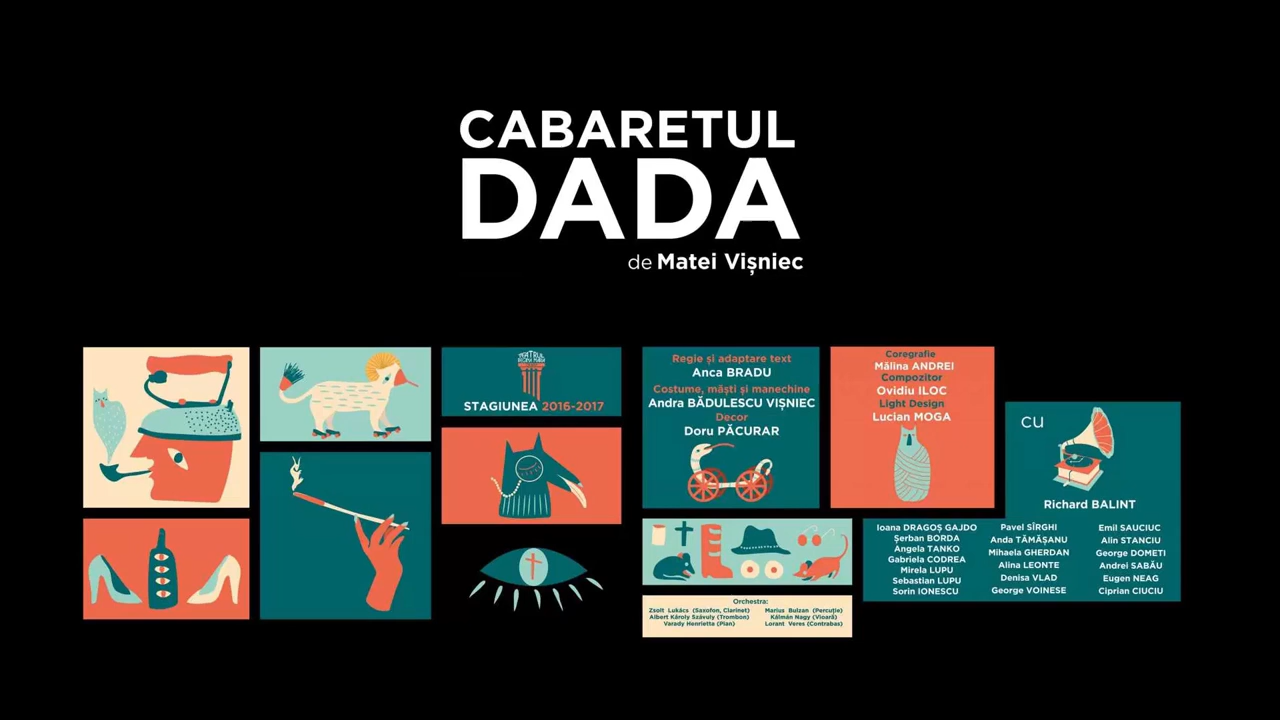 CABARETUL
DADA
de Matei Vișniec
TEATRUL
REGINA MARIA
STAGIUNEA 2016-2017
Regie și adaptare text
Anca BRADU
Costume, măști și manechine
Andra BĂDULESCU VIȘNIEC
Decor
Doru PĂCURAR
Coregrafie
Mălina ANDREI
Compozitor
Ovidiu ILOC
Light Design
Lucian MOGA
cu
Richard BALINT
Ioana DRAGOȘ GAJDO
Șerban BORDA
Angela TANKO
Gabriela CODREA
Mirela LUPU
Sebastian LUPU
Sorin IONESCU
Pavel SÎRGHI
Anda TĂMĂȘANU
Mihaela GHERDAN
Alina LEONTE
Denisa VLAD
George VOINESE
Emil SAUCIUC
Alin STANCIU
George DOMETI
Andrei SABĂU
Eugen NEAG
Ciprian CIUCIU
Orchestra:
Zsolt Lukács (Saxofon, Clarinet)
Albert Károly Szávuly (Trombon)
Varady Henrietta (Pian)
Marius Bulzan (Percuție)
Kálmán Nagy (Vioară)
Lorant Veres (Contrabas)